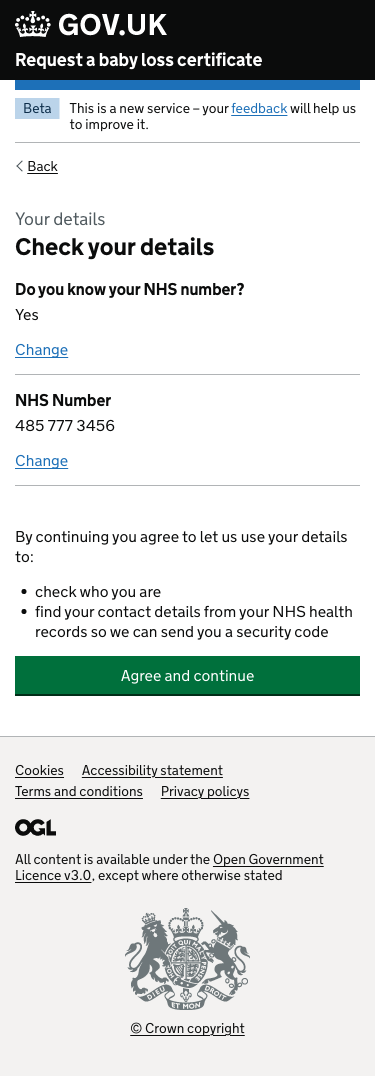 GOV.UK
Request a baby loss certificate
Beta
This is a new service – your feedback will help us
to improve it.
Back
Your details
Check your details
Do you know your NHS number?
Yes
Change
NHS Number
485 777 3456
Change
By continuing you agree to let us use your details
to:
• check who you are
• find your contact details from your NHS health
records so we can send you a security code
Agree and continue
Cookies Accessibility statement
Terms and conditions Privacy policys
OGL
All content is available under the Open Government
Licence v3.0, except where otherwise stated
DIEU ET MON DROIT
© Crown copyright